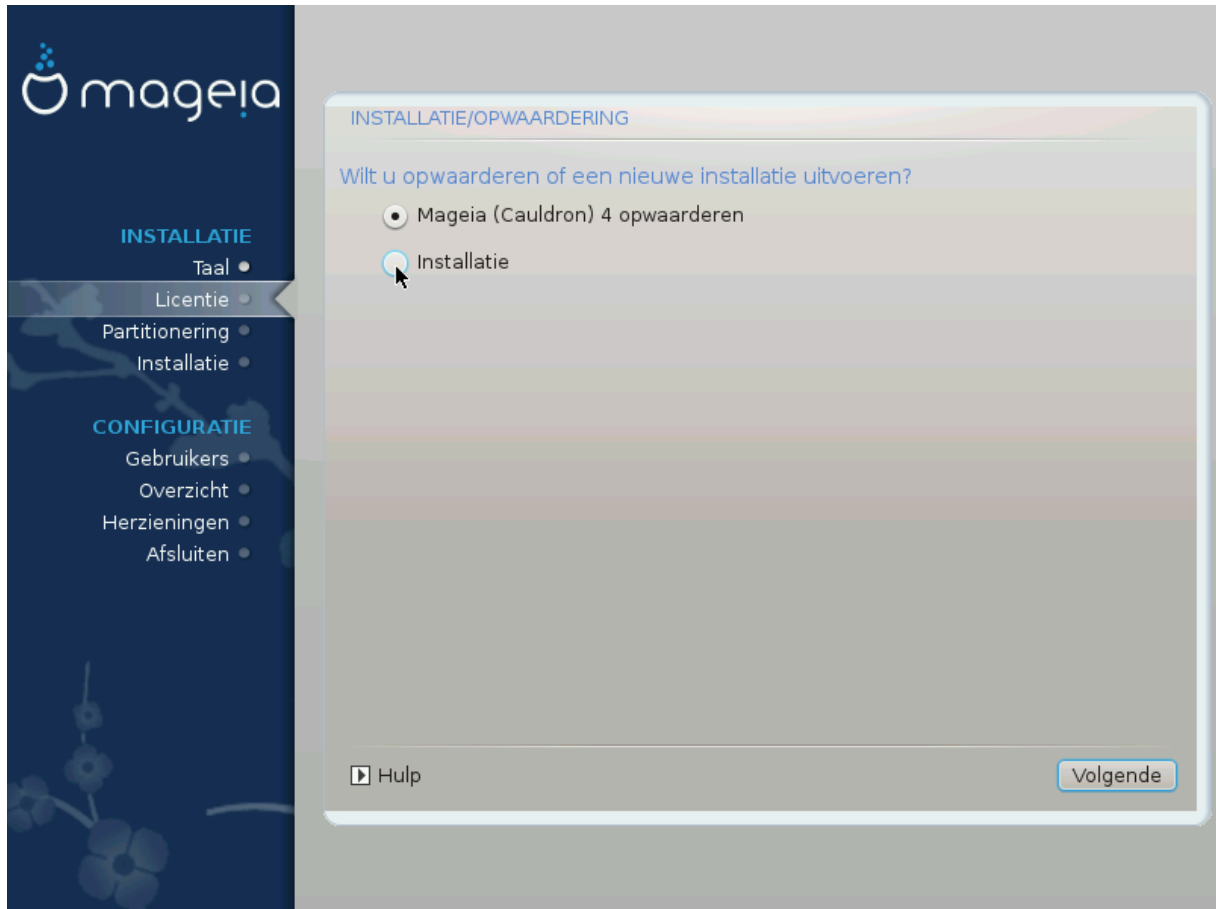 mageia
INSTALLATIE
Taal
Licentie
Partitionering
Installatie
CONFIGURATIE
Gebruikers
Overzicht
Herzieningen
Afsluiten
INSTALLATIE/OPWAARDERING
Wilt u opwaarderen of een nieuwe installatie uitvoeren?
Mageia (Cauldron) 4 opwaarderen
Installatie
Hulp
Volgende